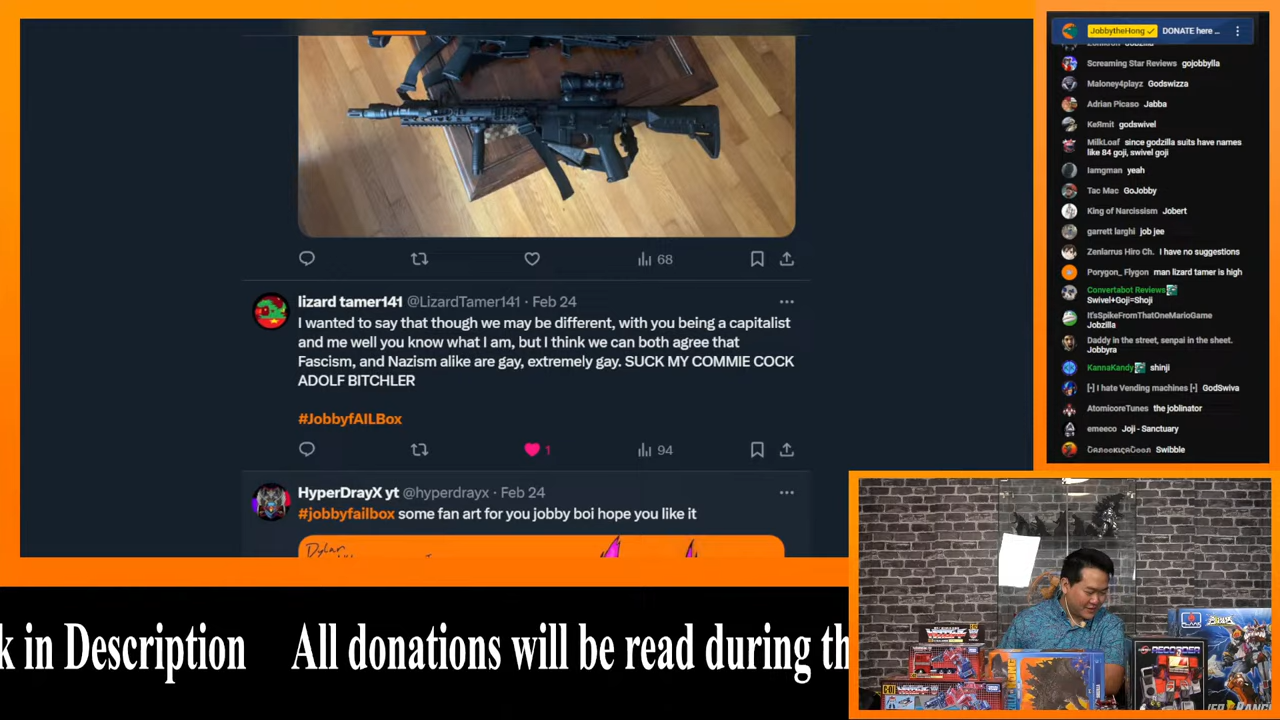 68
lizard tamer141 @LizardTamer141 · Feb 24
I wanted to say that though we may be different, with you being a capitalist
and me well you know what I am, but I think we can both agree that
Fascism, and Nazism alike are gay, extremely gay. SUCK MY COMMIE COCK
ADOLF BITCHLER
#JobbyfAILBox
1
94
HyperDrayX yt @hyperdrayx · Feb 24
#jobbyfailbox some fan art for you jobby boi hope you like it
Dylan
JobbytheHong DONATE here ...
Screaming Star Reviews gojobbylla
Maloney4playz Godswizza
Adrian Picaso Jabba
KeRmit godswivel
MilkLoaf since godzilla suits have names
like 84 goji, swivel goji
Iamgman yeah
Tac Mac GoJobby
King of Narcissism Jobert
garrett larghi job jee
Zenlarrus Hiro Ch. I have no suggestions
Porygon_ Flygon man lizard tamer is high
Convertabot Reviews
Swivel+Goji=Shoji
It'sSpikeFromThatOneMarioGame
Jobzilla
Daddy in the street, senpai in the sheet.
Jobbyra
KannaKandy shinji
[•] I hate Vending machines [•] GodSwiva
AtomicoreTunes the joblinator
emeeco Joji - Sanctuary
Swibble
k in Description All donations will be read during th
RECORDER